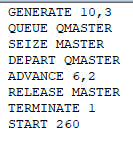 GENERATE 10,3
QUEUE QMASTER
SEIZE MASTER
DEPART QMASTER
ADVANCE 6,2
RELEASE MASTER
TERMINATE 1
START 260